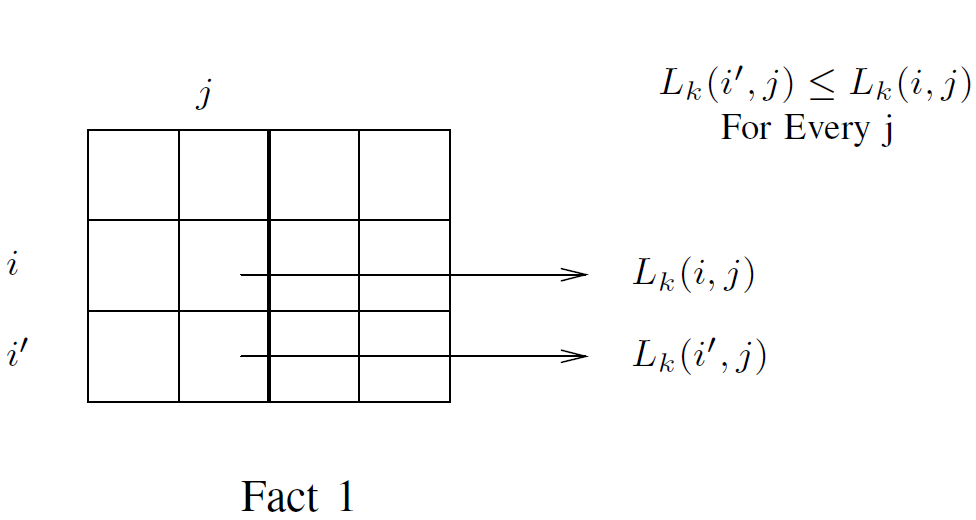 j
L_k(i′, j) ≤ L_k(i, j)
For Every j
i
L_k(i, j)
i′
L_k(i′, j)
Fact 1